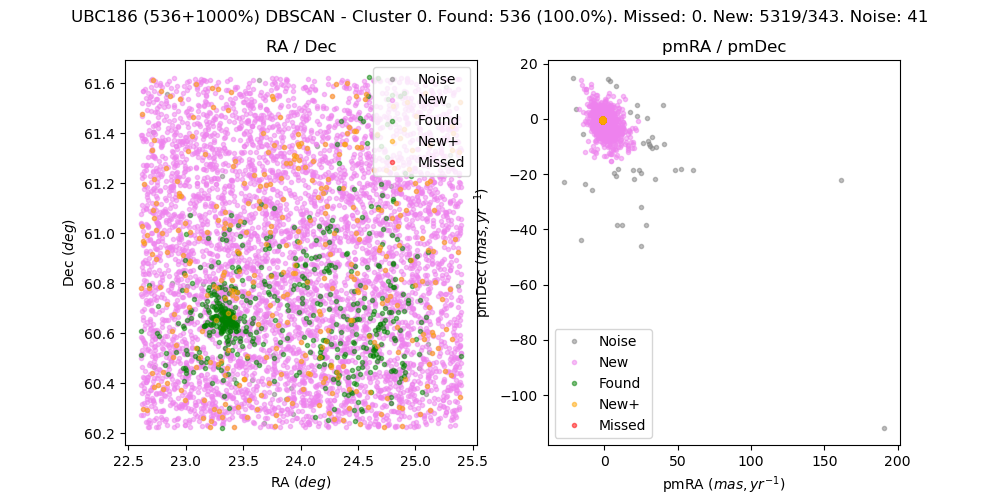 UBC186 (536+1000%) DBSCAN - Cluster 0. Found: 536 (100.0%). Missed: 0. New: 5319/343. Noise: 41
RA / Dec
61.6
61.4
61.2
61.0
60.8
60.6
60.4
60.2
Dec (deg)
22.5 23.0 23.5 24.0 24.5 25.0 25.5
RA (deg)
Noise
New
Found
New+
Missed
pmRA / pmDec
20
0
−20
−40
−60
−80
−100
pmDec (mas, yr⁻¹)
0 50 100 150 200
pmRA (mas, yr⁻¹)
Noise
New
Found
New+
Missed